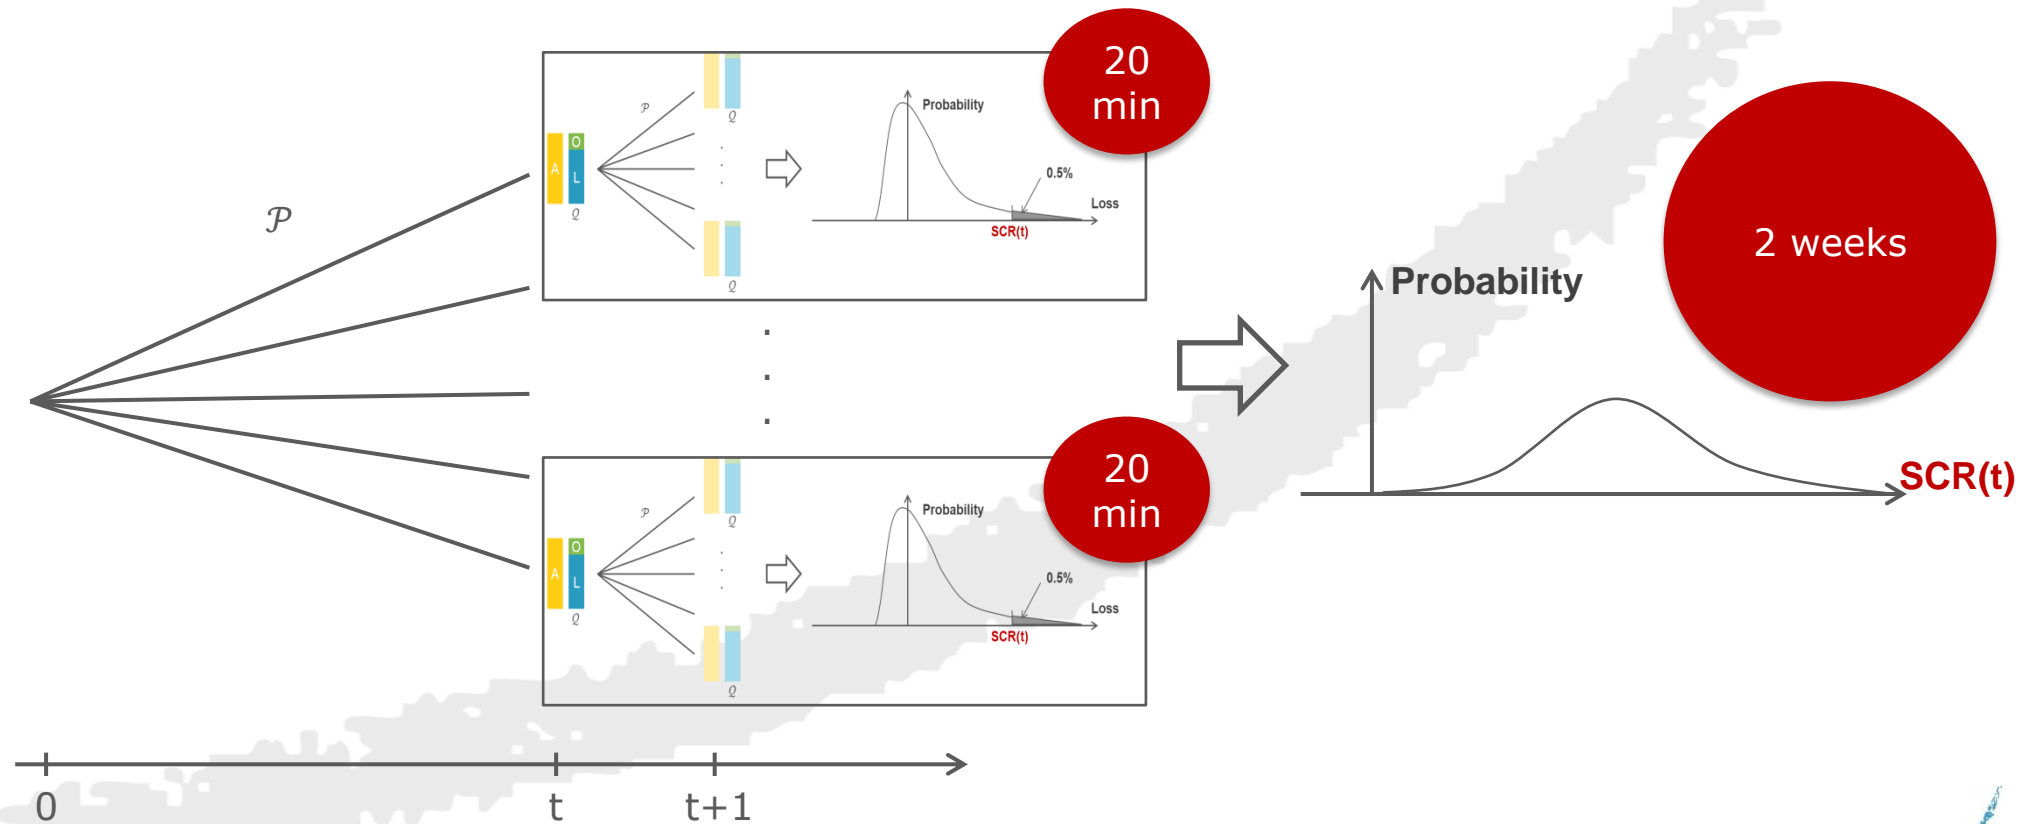 𝒫
20
min
𝒫
A
O
L
𝒬
𝒬
𝒬
Probability
0.5%
Loss
SCR(t)
.
.
.
20
min
𝒫
A
O
L
𝒬
𝒬
𝒬
Probability
0.5%
Loss
SCR(t)
2 weeks
Probability
SCR(t)
0
t
t+1